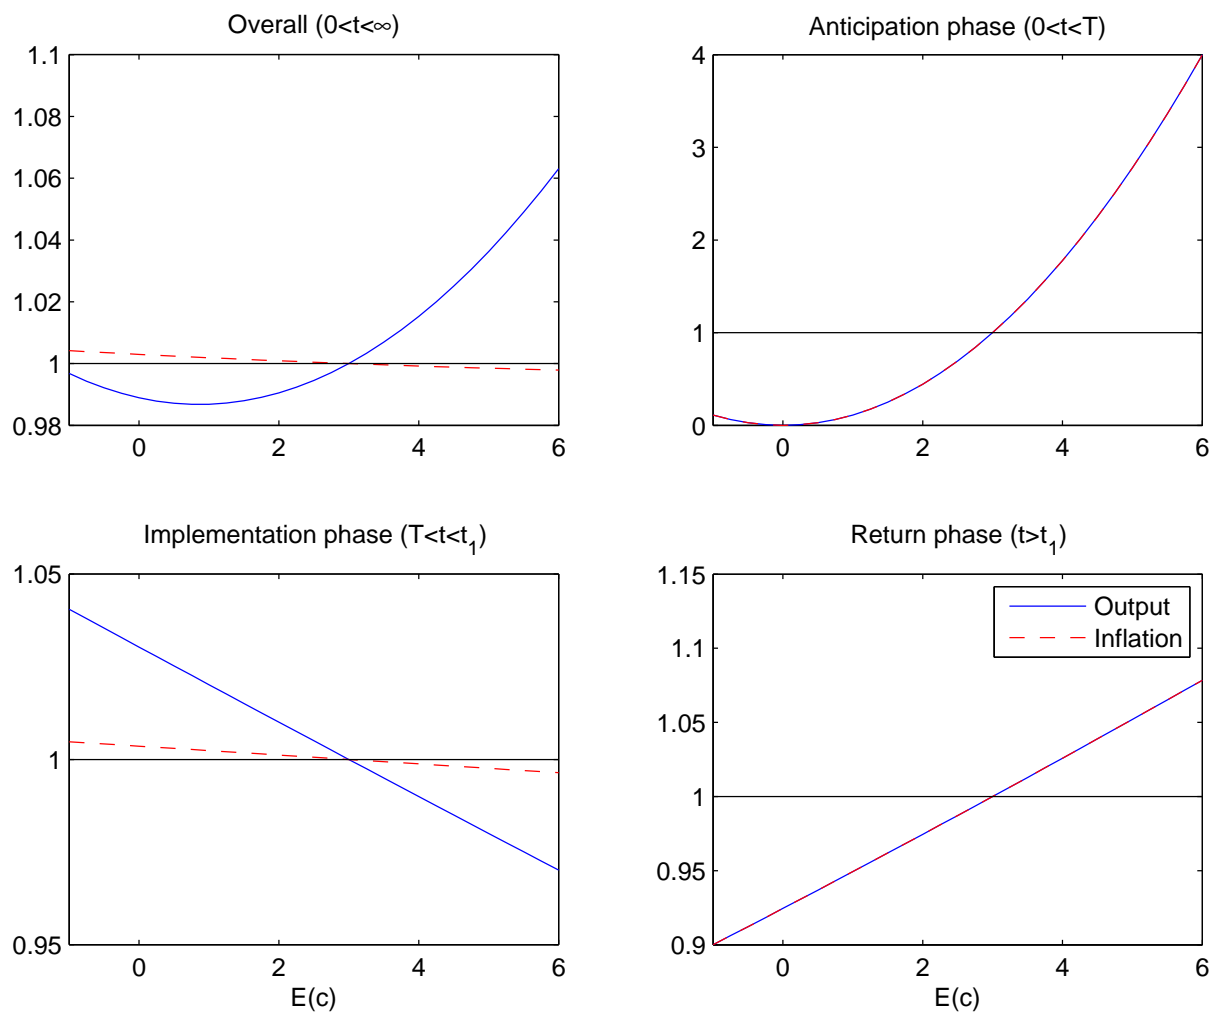 Overall (0<t<∞)
1.1
1.08
1.06
1.04
1.02
1
0.98
0 2 4 6
Anticipation phase (0<t<T)
4
3
2
1
0
0 2 4 6
Implementation phase (T<t<t1)
1.05
1
0.95
0 2 4 6
E(c)
Return phase (t>t1)
1.15
1.1
1.05
1
0.95
0.9
Output
Inflation
0 2 4 6
E(c)